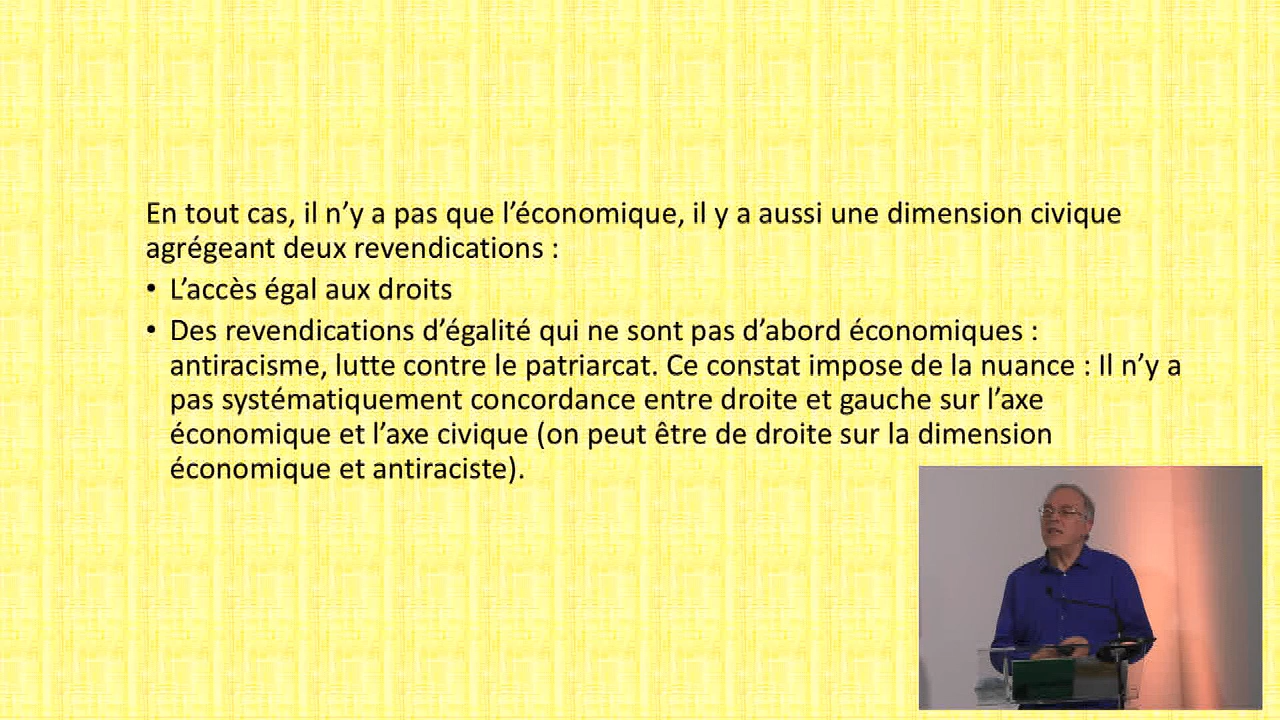 En tout cas, il n’y a pas que l’économique, il y a aussi une dimension civique
agrégeant deux revendications :
• L’accès égal aux droits
• Des revendications d’égalité qui ne sont pas d’abord économiques :
antiracisme, lutte contre le patriarcat. Ce constat impose de la nuance : Il n’y a
pas systématiquement concordance entre droite et gauche sur l’axe
économique et l’axe civique (on peut être de droite sur la dimension
économique et antiraciste).